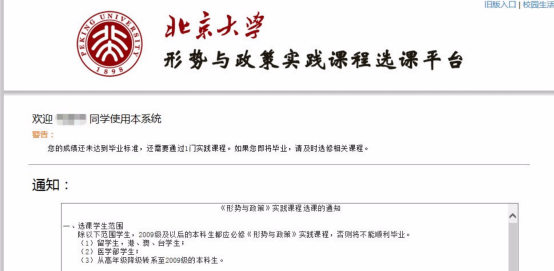 旧版入口 | 校园生活
PEKING UNIVERSITY
1898
北京大学
形势与政策实践课程选课平台
欢迎 同学使用本系统
警告:
您的成绩还未达到毕业标准,还需要通过1门实践课程。如果您即将毕业,请及时选修相关课程。
通知:
《形势与政策》实践课程选课的通知
一、选课学生范围
除以下范围学生,2009级及以后的本科生都应必修《形势与政策》实践课程,否则将不能顺利毕业。
(1)留学生,港、澳、台学生;
(2)医学部学生;
(3)从高年级降级转系至2009级的本科生。